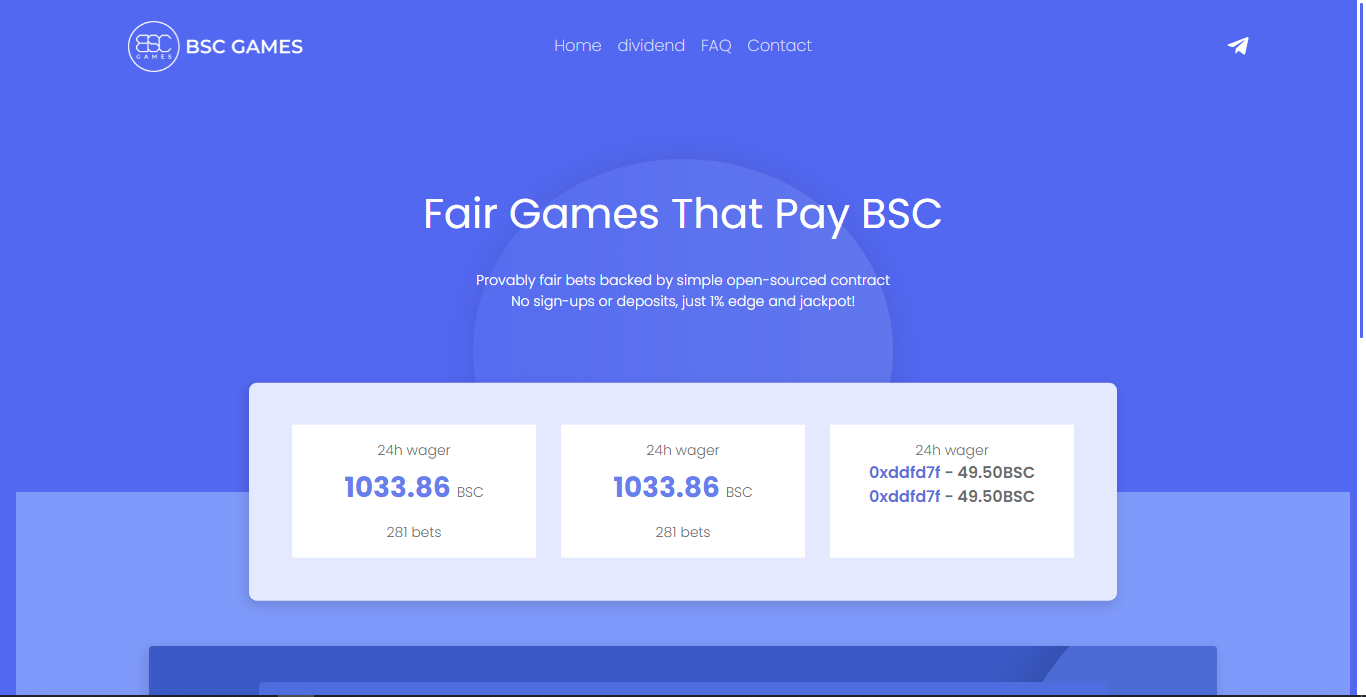 BSC
GAMES
BSC GAMES
Home dividend FAQ Contact
Fair Games That Pay BSC
Provably fair bets backed by simple open-sourced contract
No sign-ups or deposits, just 1% edge and jackpot!
24h wager
1033.86 BSC
281 bets
24h wager
1033.86 BSC
281 bets
24h wager
0xddfd7f - 49.50BSC
0xddfd7f - 49.50BSC